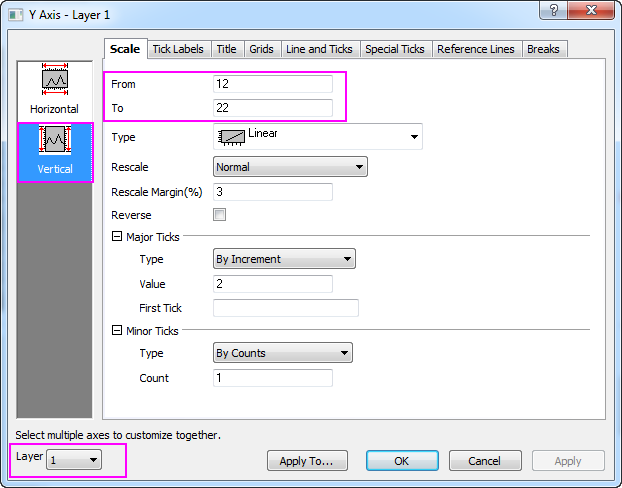 Y Axis - Layer 1
Scale Tick Labels Title Grids Line and Ticks Special Ticks Reference Lines Breaks
Horizontal
Vertical
From 12
To 22
Type Linear
Rescale Normal
Rescale Margin(%) 3
Reverse
Major Ticks
Type By Increment
Value 2
First Tick
Minor Ticks
Type By Counts
Count 1
Select multiple axes to customize together.
Layer 1
Apply To... OK Cancel Apply